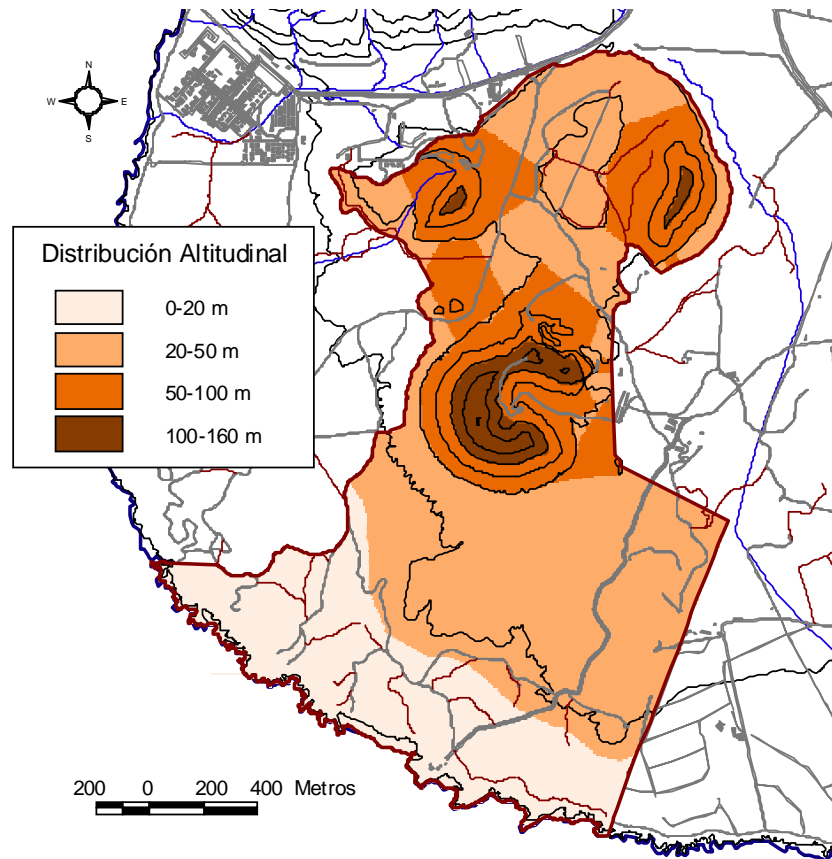 N
W E
S
Distribución Altitudinal
0-20 m
20-50 m
50-100 m
100-160 m
200 0 200 400 Metros